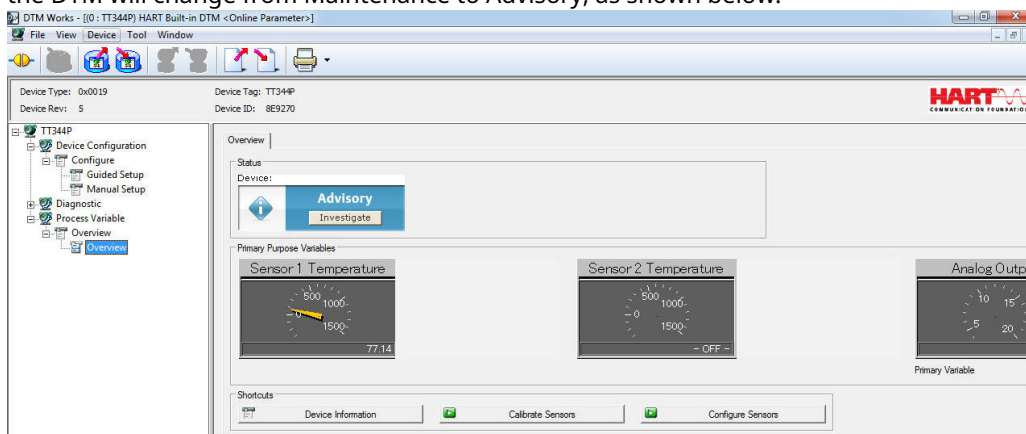 the DTM will change from Maintenance to Advisory, as shown below.
DTM Works - [(0 : TT344P) HART Built-in DTM <Online Parameter>]
File View Device Tool Window
Device Type: 0x0019 Device Tag: TT344P
Device Rev: 5 Device ID: 8E9270
HART
COMMUNICATION FOUNDATION
TT344P
Device Configuration
Configure
Guided Setup
Manual Setup
Diagnostic
Process Variable
Overview
Overview
Overview
Status
Device:
Advisory
Investigate
Primary Purpose Variables
Sensor 1 Temperature
0 500 1000 1500
77.14
Sensor 2 Temperature
0 500 1000 1500
- OFF -
Analog Outp
5 10 15 20
Primary Variable
Shortcuts
Device Information Calibrate Sensors Configure Sensors